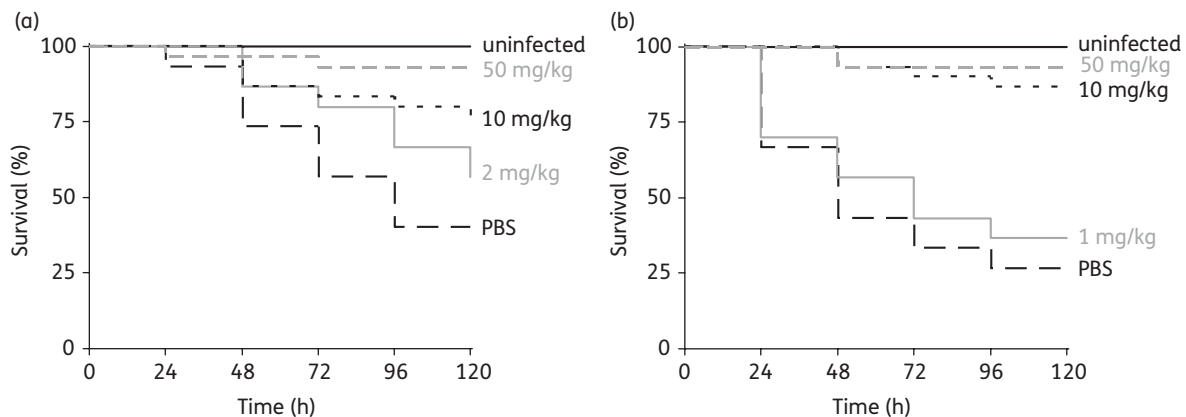 (a)
100
75
50
25
0
Survival (%)
0 24 48 72 96 120
Time (h)
uninfected
50 mg/kg
10 mg/kg
2 mg/kg
PBS
(b)
100
75
50
25
0
Survival (%)
0 24 48 72 96 120
Time (h)
uninfected
50 mg/kg
10 mg/kg
1 mg/kg
PBS